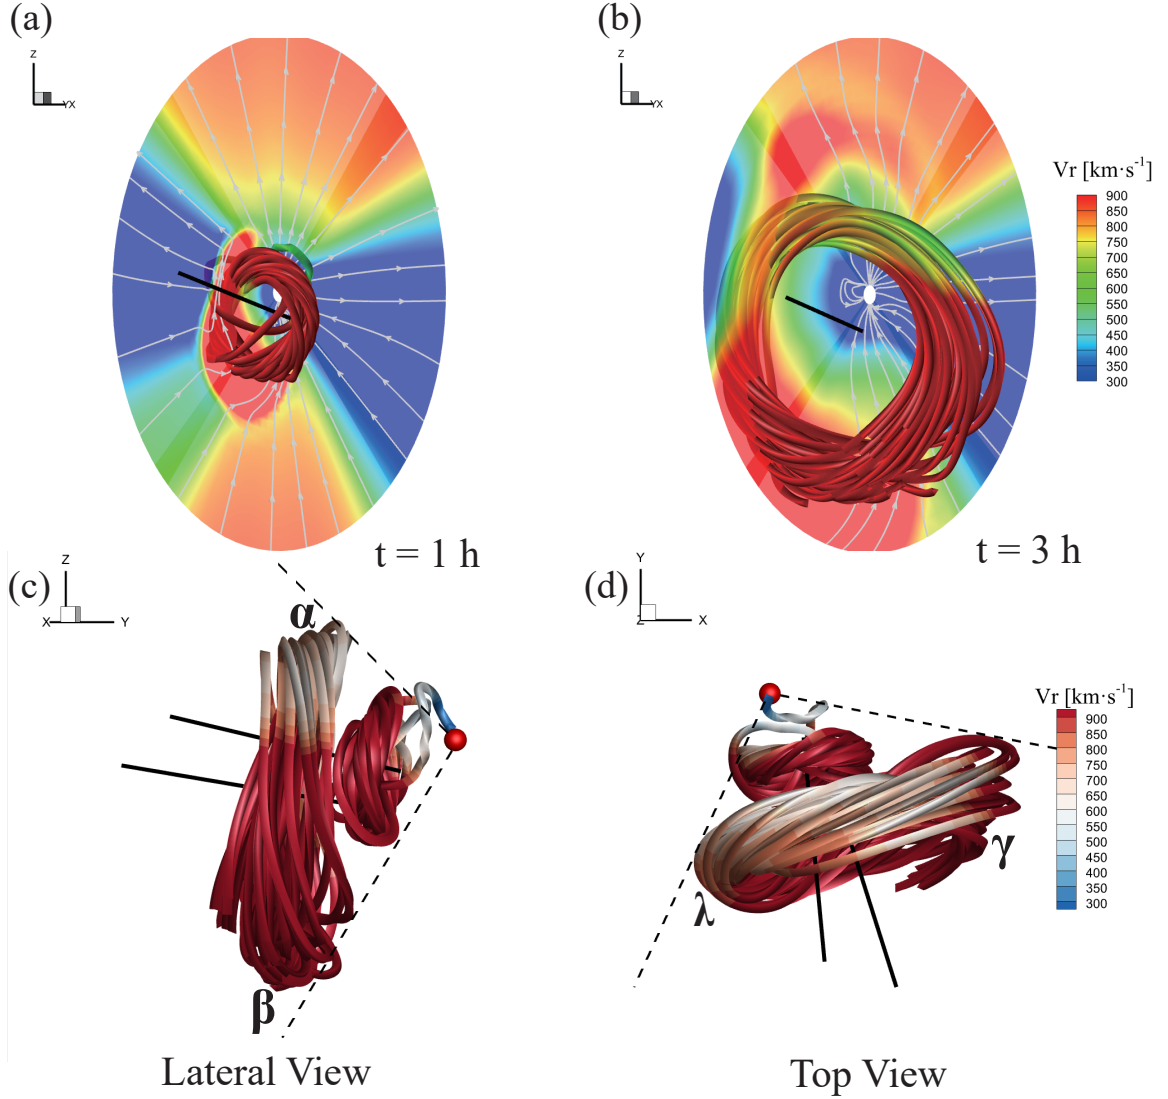 (a)
(b)
Z
YX
Z
YX
Vr [km·s⁻¹]
900
850
800
750
700
650
600
550
500
450
400
350
300
t = 1 h
t = 3 h
(c)
Z
X
Y
α
β
(d)
Y
Z
X
λ
γ
Vr [km·s⁻¹]
900
850
800
750
700
650
600
550
500
450
400
350
300
Lateral View
Top View